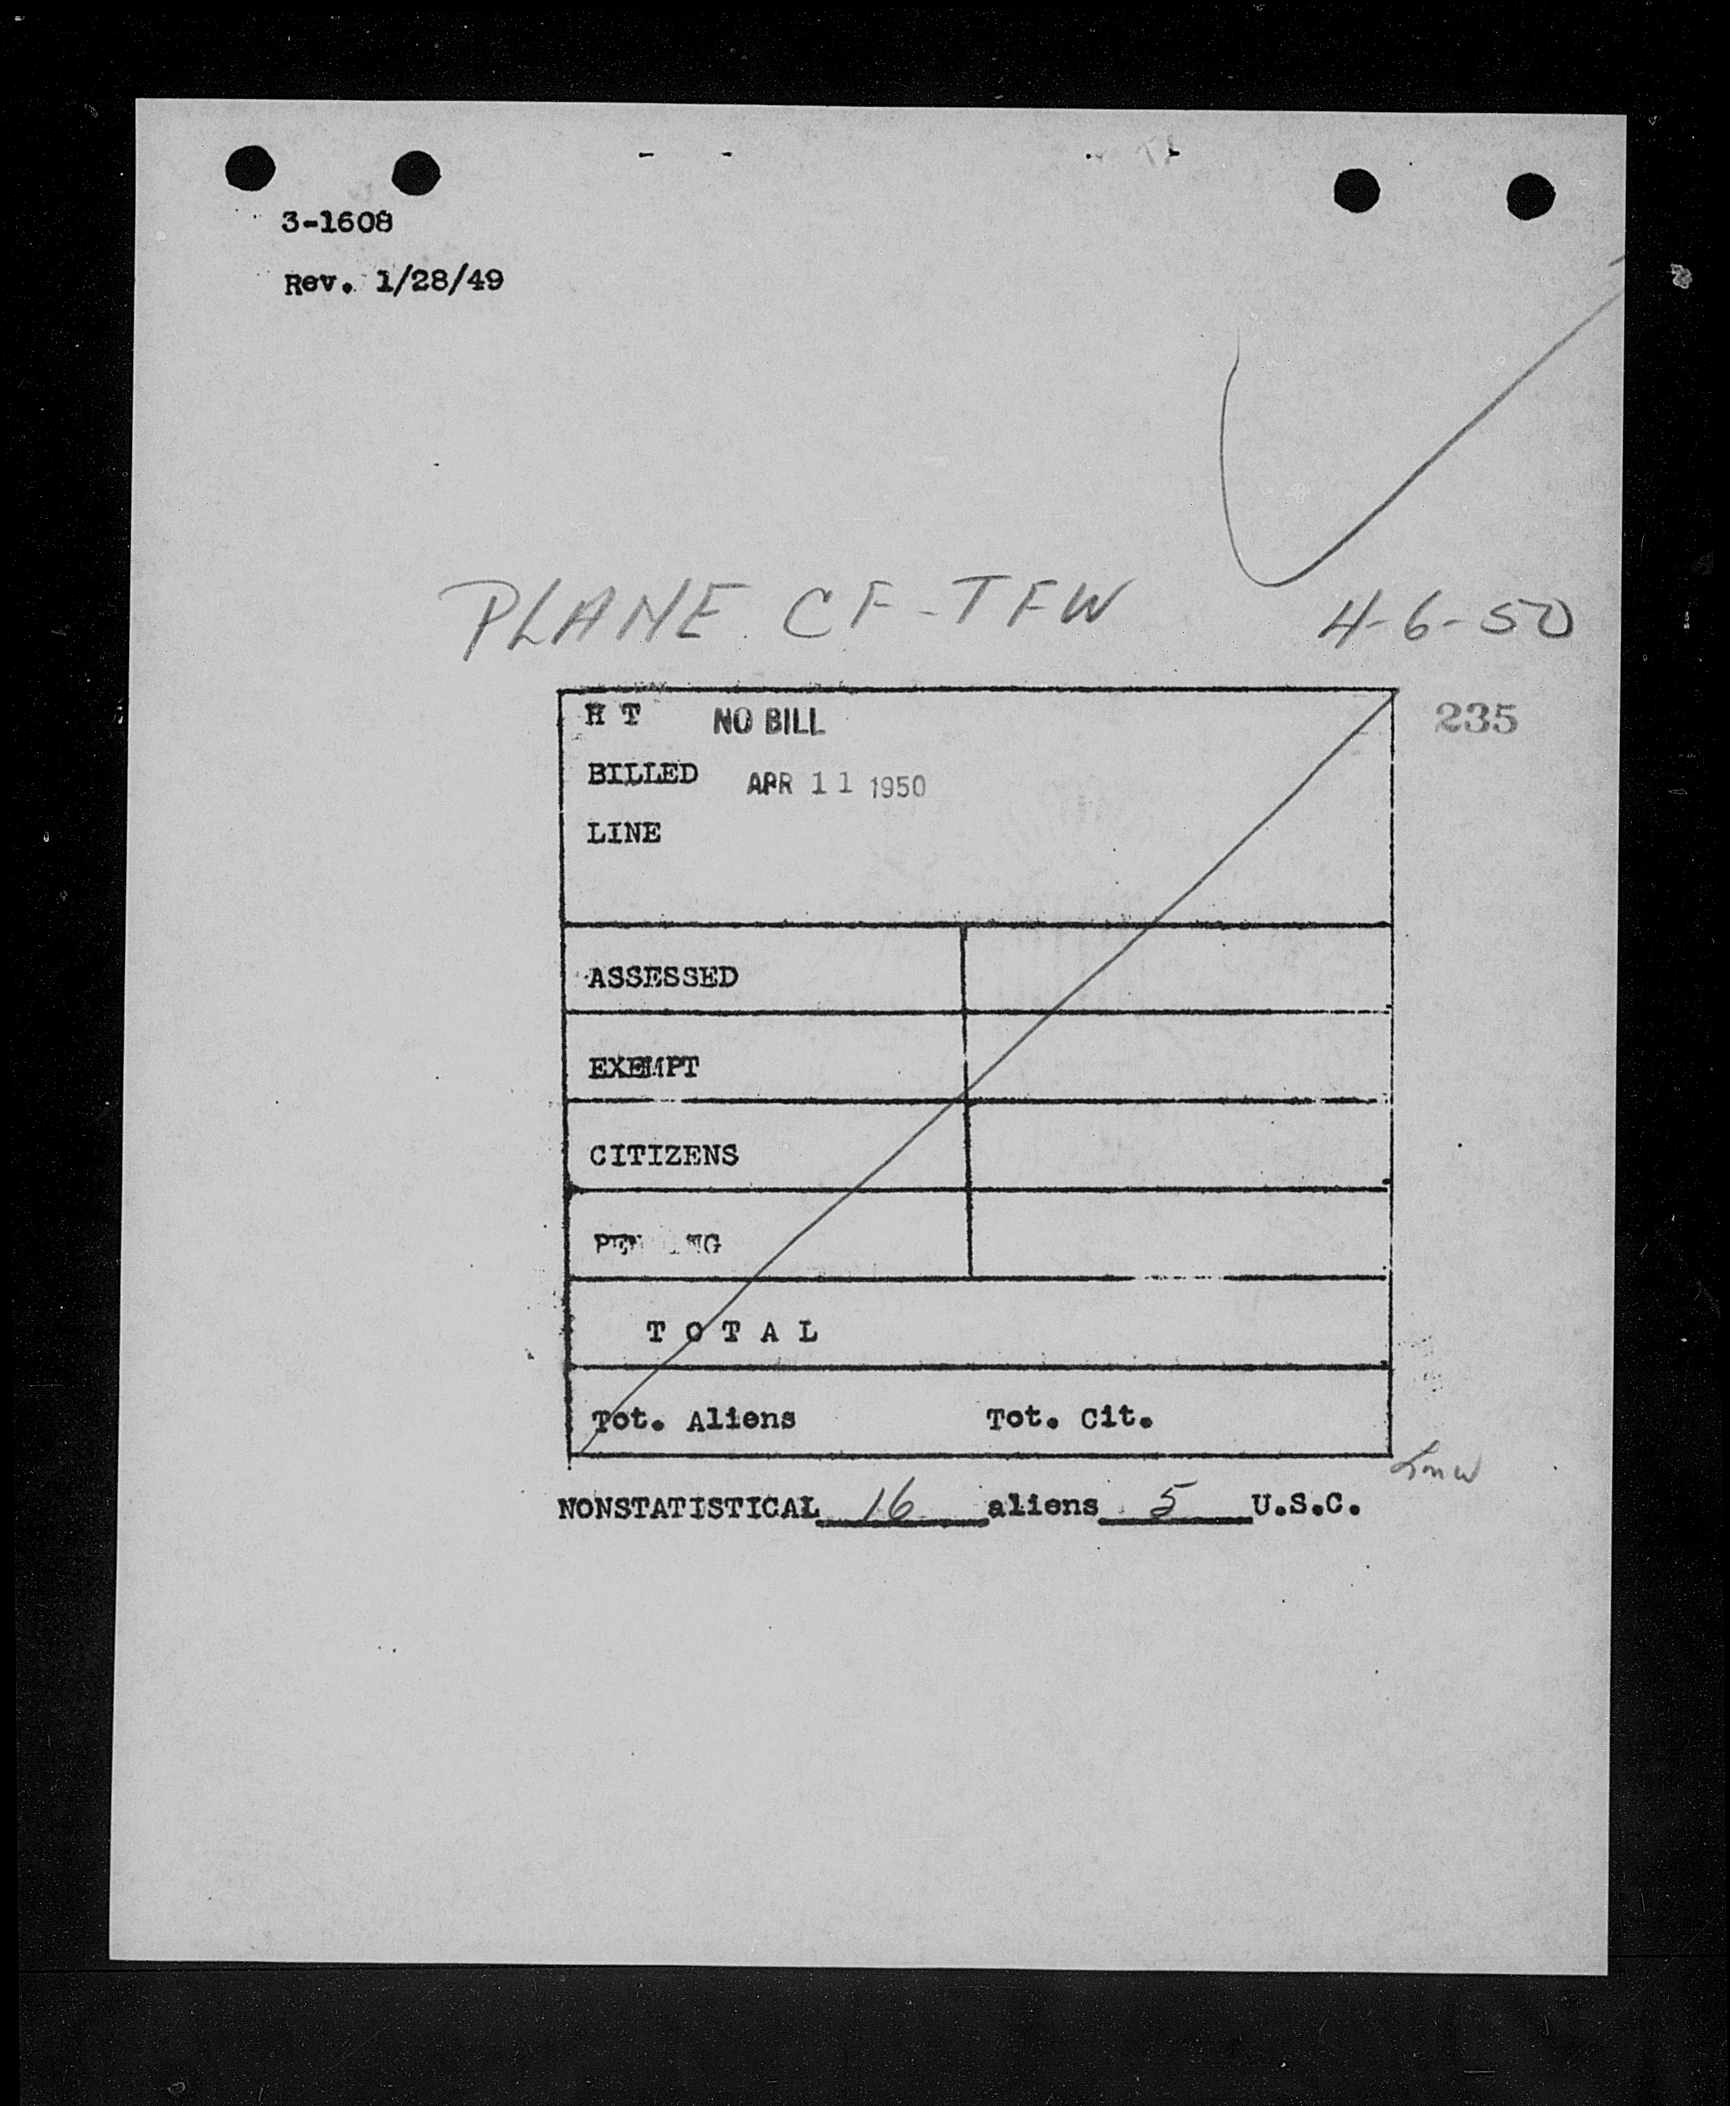 3-1608
Rev. 1/28/49
PLANE CF-TFW 4-6-50
H T NO BILL 235
BILLED APR 11 1950
LINE
ASSESSED
EXEMPT
CITIZENS
T O T A L
Tot. Aliens Tot. Cit.
NONSTATISTICAL 16 aliens 5 U.S.C.